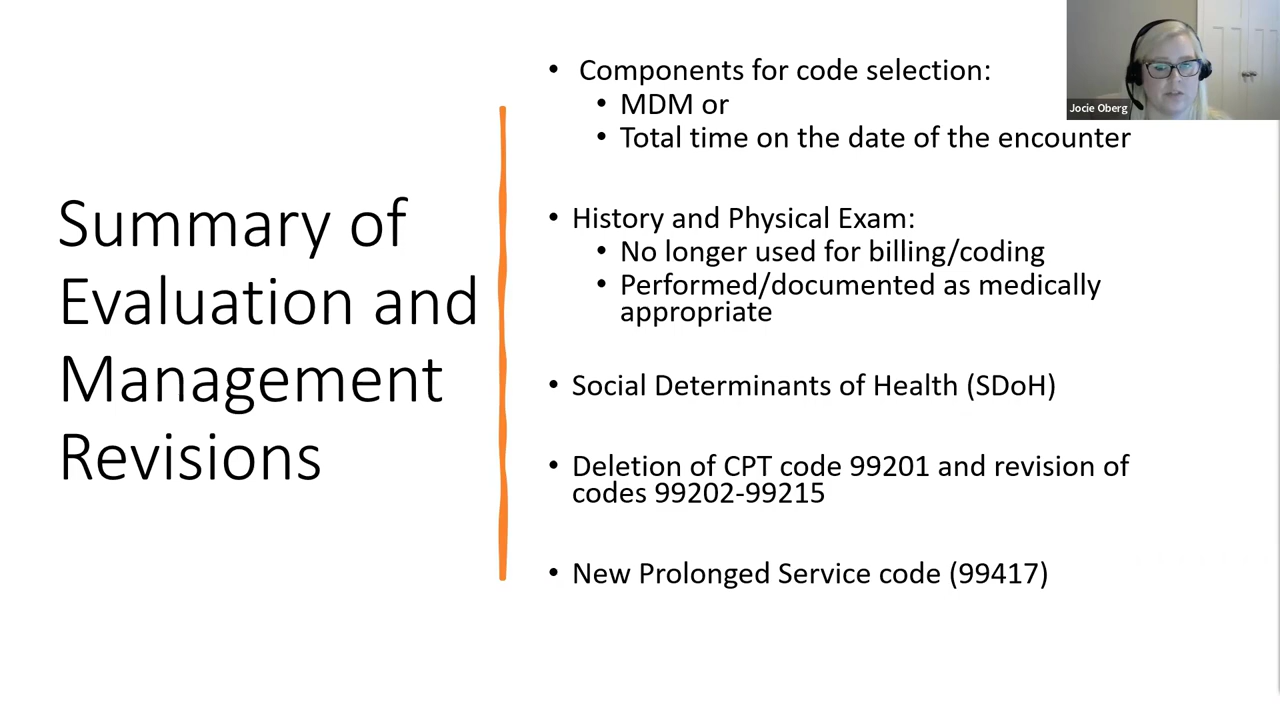 Summary of
Evaluation and
Management
Revisions
• Components for code selection:
• MDM or
• Total time on the date of the encounter
• History and Physical Exam:
• No longer used for billing/coding
• Performed/documented as medically
appropriate
• Social Determinants of Health (SDoH)
• Deletion of CPT code 99201 and revision of
codes 99202-99215
• New Prolonged Service code (99417)
Jocie Oberg